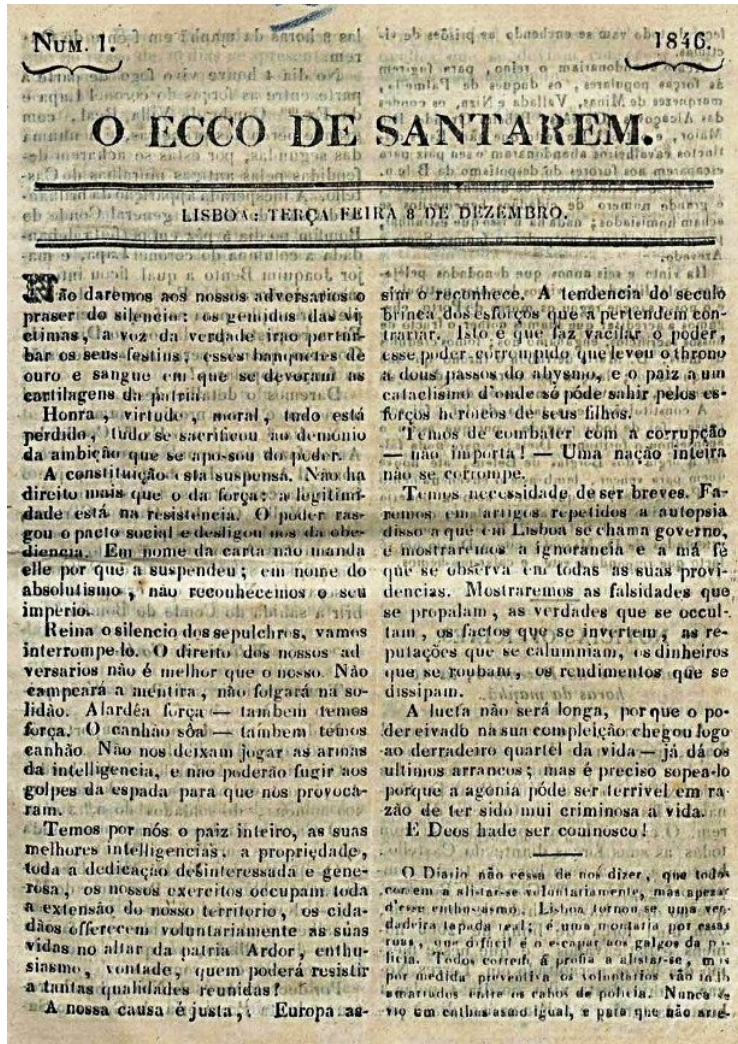 NUM. 1.
1846.
O ECCO DE SANTAREM.
LISBOA: TERÇA FEIRA 8 DE DEZEMBRO.
Não daremos aos nossos adversarios o
praser do silencio: os gemidos das vi-
ctimas, a voz da verdade irão pertur-
bar os seus festins, esses banquetes de
ouro e sangue em que se devoram as
cartilagens da patria.
Honra, virtude, moral, tudo está
perdido, tudo se sacrificou ao demonio
da ambição que se apo-sou do poder.
A constituição está suspensa. Não ha
direito mais que o da força: a legitimi-
dade está na resistencia. O poder ras-
gou o pacto social e desligou-nos da obe-
diencia. Em nome da carta não manda
elle por que a suspendeu; em nome do
absolutismo, não reconhecemos o seu
imperio.
Reina o silencio dos sepulchros, vamos
interrompe-lo. O direito dos nossos ad
versarios não é melhor que o nosso. Não
campeará a mentira, não folgará na so-
lidão. Alardêa força — tambem temos
força. O canhão sôa — tambem temos
canhão. Não nos deixam jogar as armas
da intelligencia, e não poderão fugir aos
golpes da espada para que nos provocá-
ram.
Temos por nós o paiz inteiro, as suas
melhores intelligencias, a propriedade,
toda a dedicação desinteressada e gene-
rosa, os nossos exercitos occupam toda
a extensão do nosso territorio, os cida-
dãos offerecem voluntariamente as suas
vidas no altar da patria Ardor, enthu-
siasmo, vontade, quem poderá resistir
a tantas qualidades reunidas?
A nossa causa é justa, Europa as-
sim o reconhece. A tendencia do seculo
brinca dos esforços que a pertendem con-
trariar. Isto é que faz vacilar o poder,
esse poder corrompido que levou o throno
a dous passos do abysmo, e o paiz a um
cataclismo d'onde só póde sahir pelos es-
forços heroicos de seus filhos.
Temos de combater com a corrupção
— não importa! — Uma nação inteira
não se corrompe.
Temos necessidade de ser breves. Fa-
remos em artigos repetidos a autopsia
disso a que em Lisboa se chama governo,
e mostraremos a ignorancia e a má fé
que se observa em todas as suas provi-
dencias. Mostraremos as falsidades que
se propalam, as verdades que se occul-
tam, os factos que se invertem, as re-
putações que se calumniam, os dinheiros
que se roubam, os rendimentos que se
dissipam.
A lucta não será longa, por que o po-
der eivado na sua compleição chegou logo
ao derradeiro quartel da vida — já dá os
ultimos arrancos; mas é preciso sopea-lo
porque a agonia póde ser terrivel em ra-
zão de ter sido mui criminosa a vida.
E Deos hade ser comnosco!
O Diario não cessa de nos dizer, que todos
correm a alistar-se voluntariamente, mas apezar
d'esse enthusiasmo, Lisboa tornou-se uma ver-
dadeira tapada real; é uma montaria por essas
ruas, que difficil é o escapar aos galgos da po-
licia. Todos correm á profia a alistar-se, mas
por medida preventiva os voluntarios vão
amarrados entre os cabos de policia. Nunca se
vio um enthusiasmo igual, e para que não